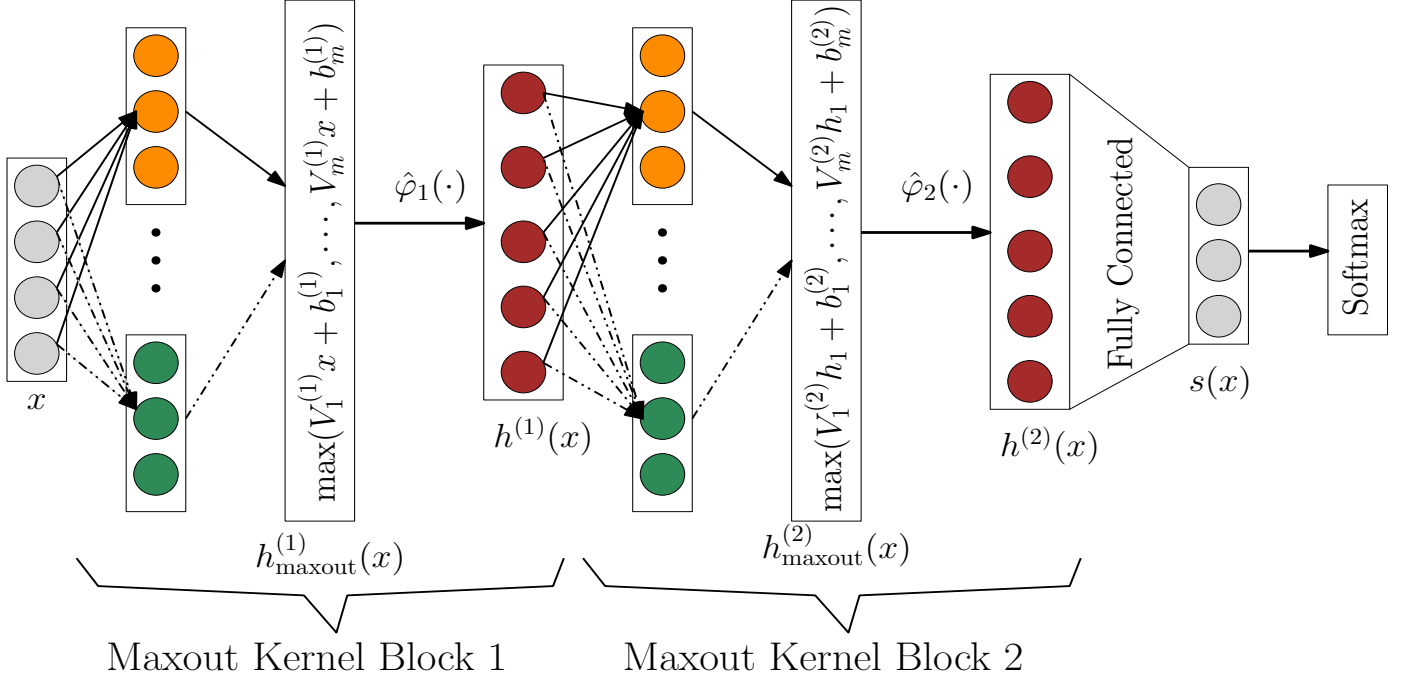 x
max(V_1^{(1)} x + b_1^{(1)}, ⋯, V_m^{(1)} x + b_m^{(1)})
h_{maxout}^{(1)}(x)
φ̂_1(·)
h^{(1)}(x)
max(V_1^{(2)} h_1 + b_1^{(2)}, ⋯, V_m^{(2)} h_1 + b_m^{(2)})
h_{maxout}^{(2)}(x)
φ̂_2(·)
h^{(2)}(x)
Fully Connected
s(x)
Softmax
Maxout Kernel Block 1
Maxout Kernel Block 2